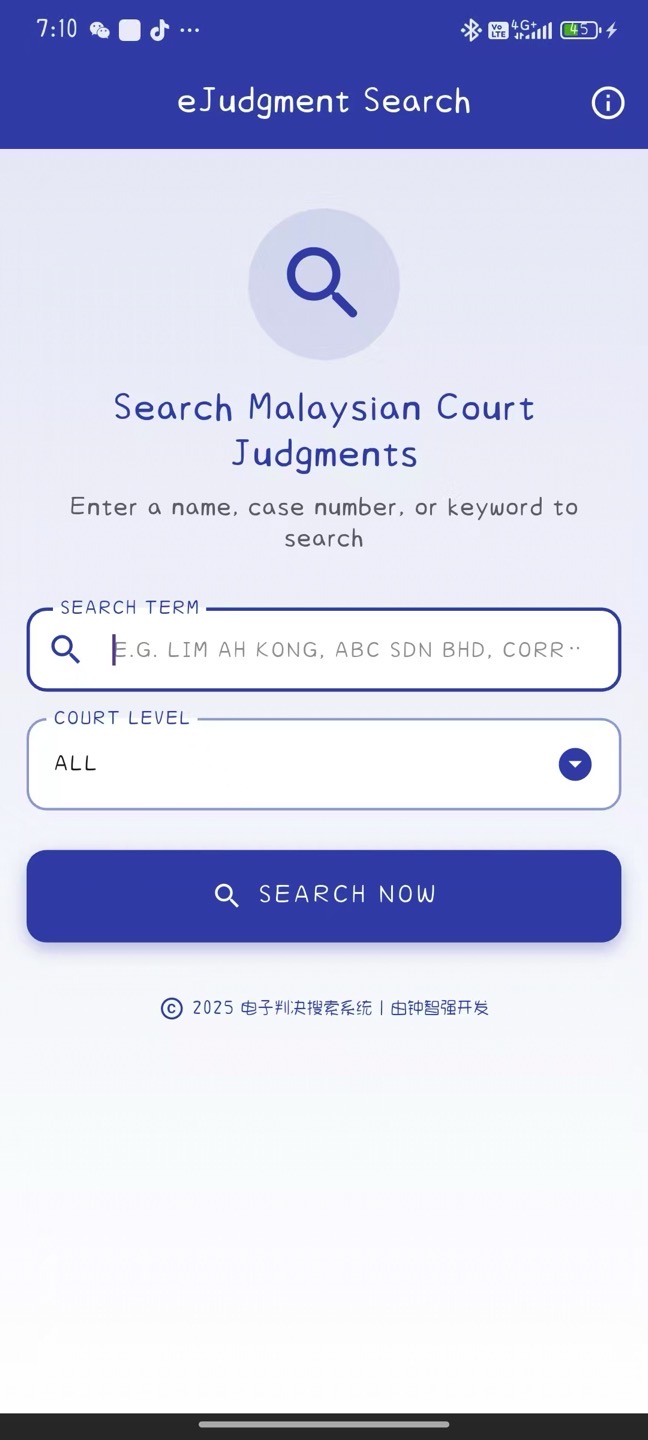 7:10 ···
Vo LTE 4G+ 45
eJudgment Search
Search Malaysian Court
Judgments
Enter a name, case number, or keyword to
search
SEARCH TERM
E.G. LIM AH KONG, ABC SDN BHD, CORR··
COURT LEVEL
ALL
SEARCH NOW
© 2025 电子判决搜索系统 | 由钟智强开发